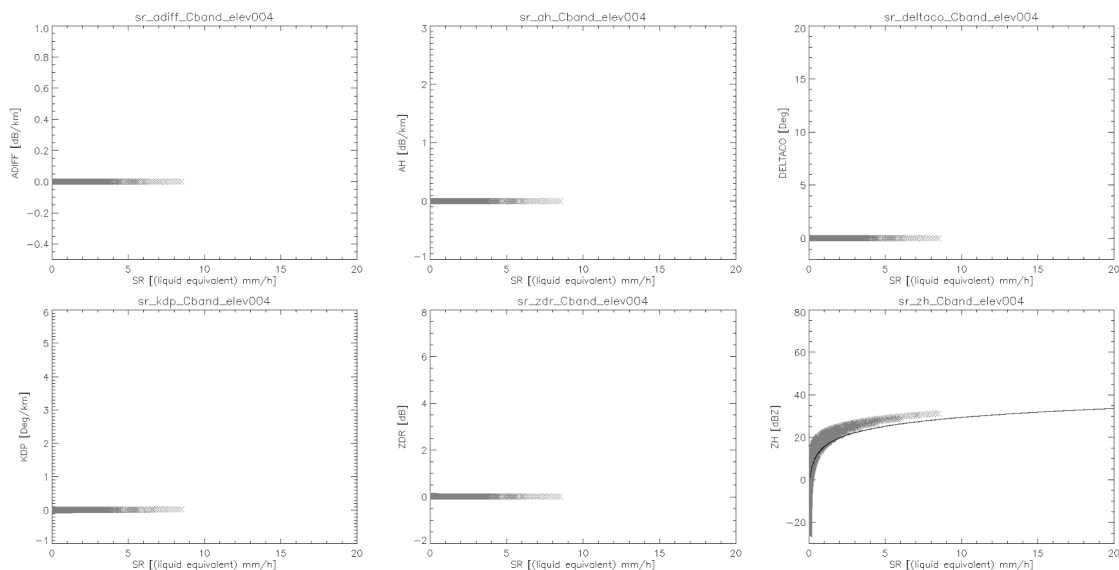 sr_adiff_Cband_elev004
sr_ah_Cband_elev004
sr_deltaco_Cband_elev004
ADIFF [dB/km]
1.0
0.8
0.6
0.4
0.2
0.0
−0.2
−0.4
0 5 10 15 20
SR [(liquid equivalent) mm/h]
AH [dB/km]
3
2
1
0
−1
0 5 10 15 20
SR [(liquid equivalent) mm/h]
DELTACO [Deg]
20
15
10
5
0
0 5 10 15 20
SR [(liquid equivalent) mm/h]
sr_kdp_Cband_elev004
sr_zdr_Cband_elev004
sr_zh_Cband_elev004
KDP [Deg/km]
6
5
4
3
2
1
0
−1
0 5 10 15 20
SR [(liquid equivalent) mm/h]
ZDR [dB]
8
6
4
2
0
−2
0 5 10 15 20
SR [(liquid equivalent) mm/h]
ZH [dBZ]
80
60
40
20
0
−20
0 5 10 15 20
SR [(liquid equivalent) mm/h]